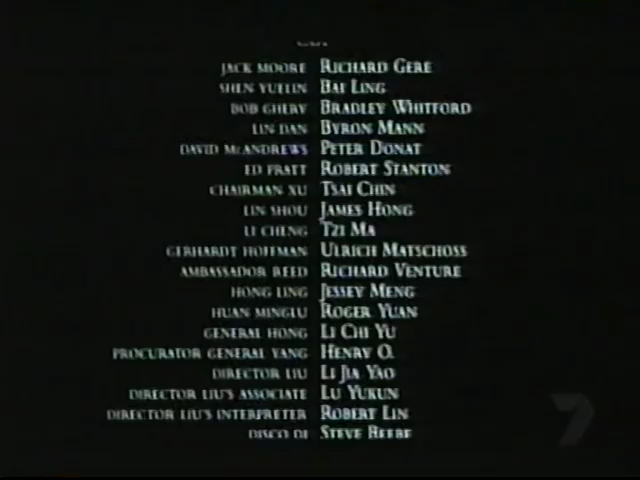 JACK MOORE RICHARD GERE
SHEN YUELIN BAI LING
BOB GHERY BRADLEY WHITFORD
LIN DAN BYRON MANN
DAVID MCANDREWS PETER DONAT
ED PRATT ROBERT STANTON
CHAIRMAN XU TSAI CHIN
LIN SHOU JAMES HONG
LI CHENG TZI MA
GERHARDT HOFFMAN ULRICH MATSCHOSS
AMBASSADOR REED RICHARD VENTURE
HONG LING JESSEY MENG
HUAN MINGLU ROGER YUAN
GENERAL HONG LI CHI YU
PROCURATOR GENERAL YANG HENRY O.
DIRECTOR LIU LI JIA YAO
DIRECTOR LIU'S ASSOCIATE LU YUKUN
DIRECTOR LIU'S INTERPRETER ROBERT LIN
DISCO DJ STEVE BEEBE
7